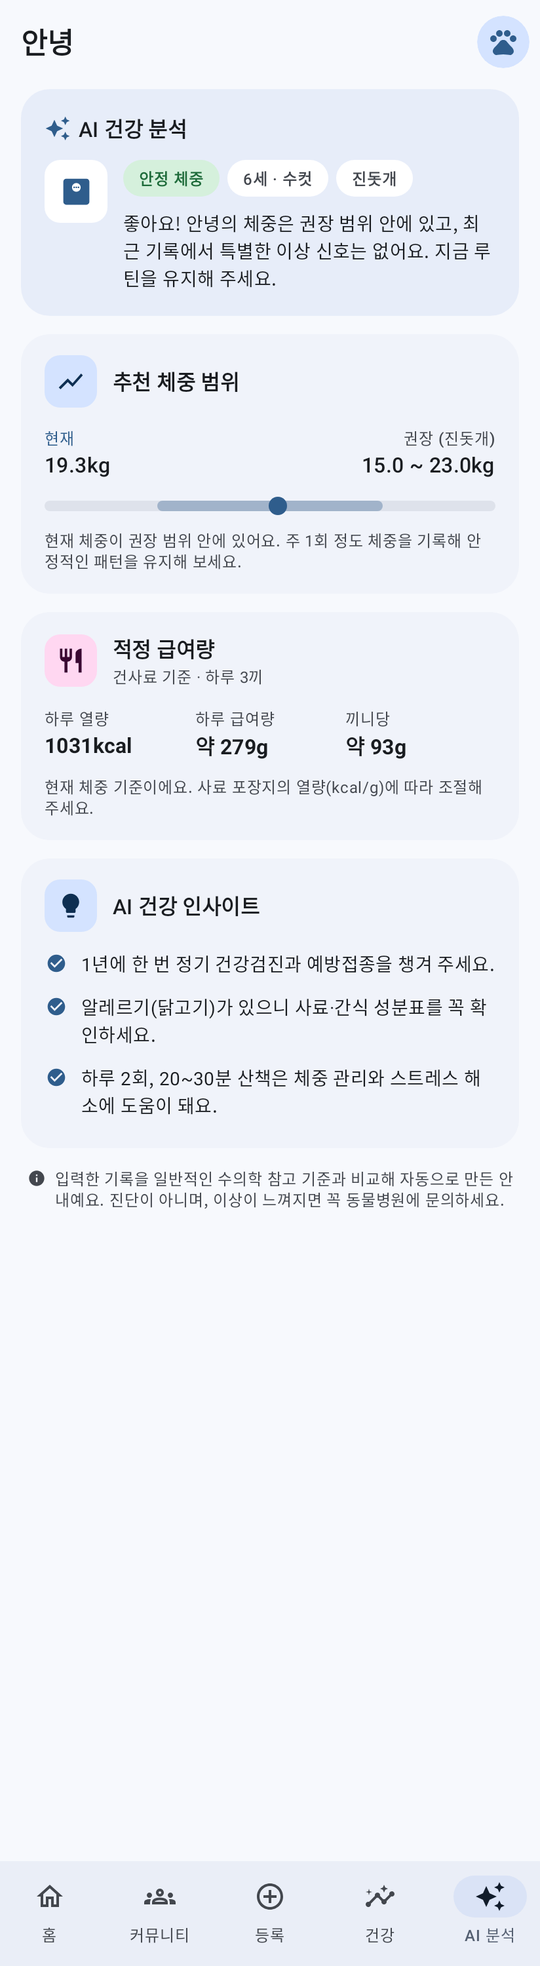 안녕
AI 건강 분석
안정 체중
6세 · 수컷
진돗개
좋아요! 안녕의 체중은 권장 범위 안에 있고, 최
근 기록에서 특별한 이상 신호는 없어요. 지금 루
틴을 유지해 주세요.
추천 체중 범위
현재
권장 (진돗개)
19.3kg
15.0 ~ 23.0kg
현재 체중이 권장 범위 안에 있어요. 주 1회 정도 체중을 기록해 안
정적인 패턴을 유지해 보세요.
적정 급여량
건사료 기준 · 하루 3끼
하루 열량
하루 급여량
끼니당
1031kcal
약 279g
약 93g
현재 체중 기준이에요. 사료 포장지의 열량(kcal/g)에 따라 조절해
주세요.
AI 건강 인사이트
1년에 한 번 정기 건강검진과 예방접종을 챙겨 주세요.
알레르기(닭고기)가 있으니 사료·간식 성분표를 꼭 확
인하세요.
하루 2회, 20~30분 산책은 체중 관리와 스트레스 해
소에 도움이 돼요.
입력한 기록을 일반적인 수의학 참고 기준과 비교해 자동으로 만든 안
내예요. 진단이 아니며, 이상이 느껴지면 꼭 동물병원에 문의하세요.
홈
커뮤니티
등록
건강
AI 분석